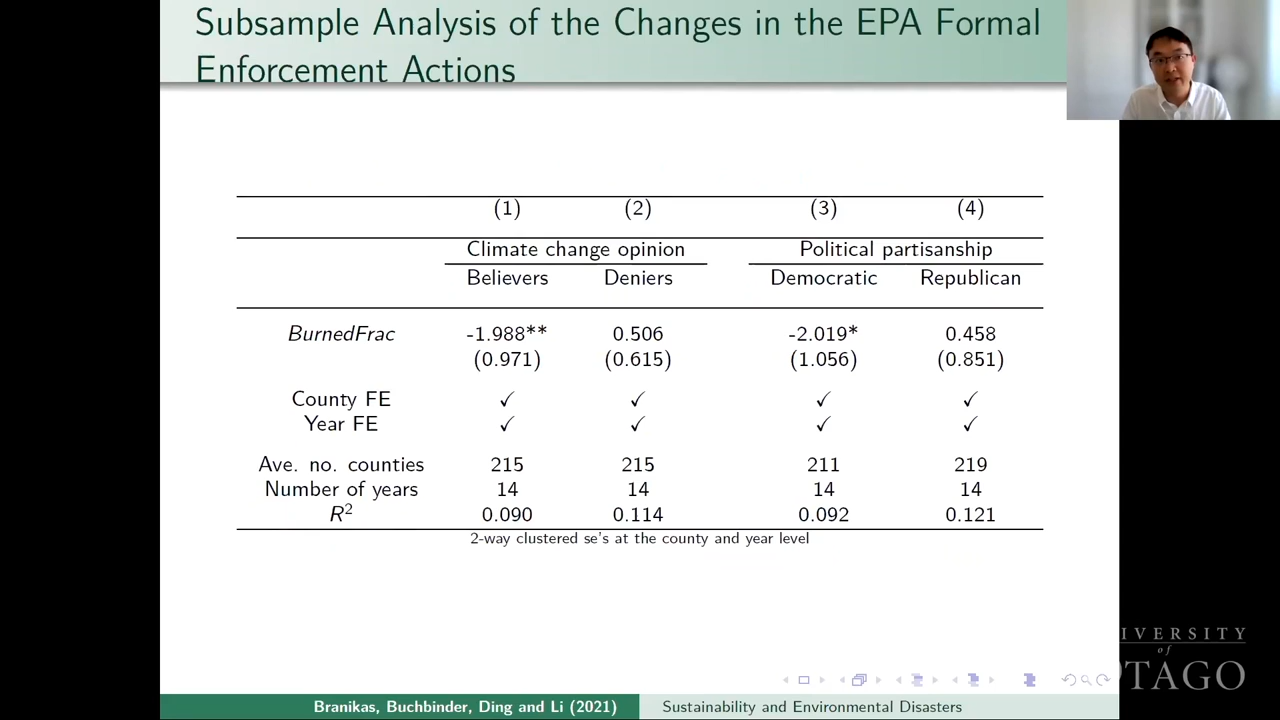 Subsample Analysis of the Changes in the EPA Formal
Enforcement Actions
(1) (2) (3) (4)
Climate change opinion Political partisanship
Believers Deniers Democratic Republican
BurnedFrac -1.988** 0.506 -2.019* 0.458
(0.971) (0.615) (1.056) (0.851)
County FE ✓ ✓ ✓ ✓
Year FE ✓ ✓ ✓ ✓
Ave. no. counties 215 215 211 219
Number of years 14 14 14 14
R² 0.090 0.114 0.092 0.121
2-way clustered se's at the county and year level
IVERSITY
of
TAGO
Branikas, Buchbinder, Ding and Li (2021) Sustainability and Environmental Disasters